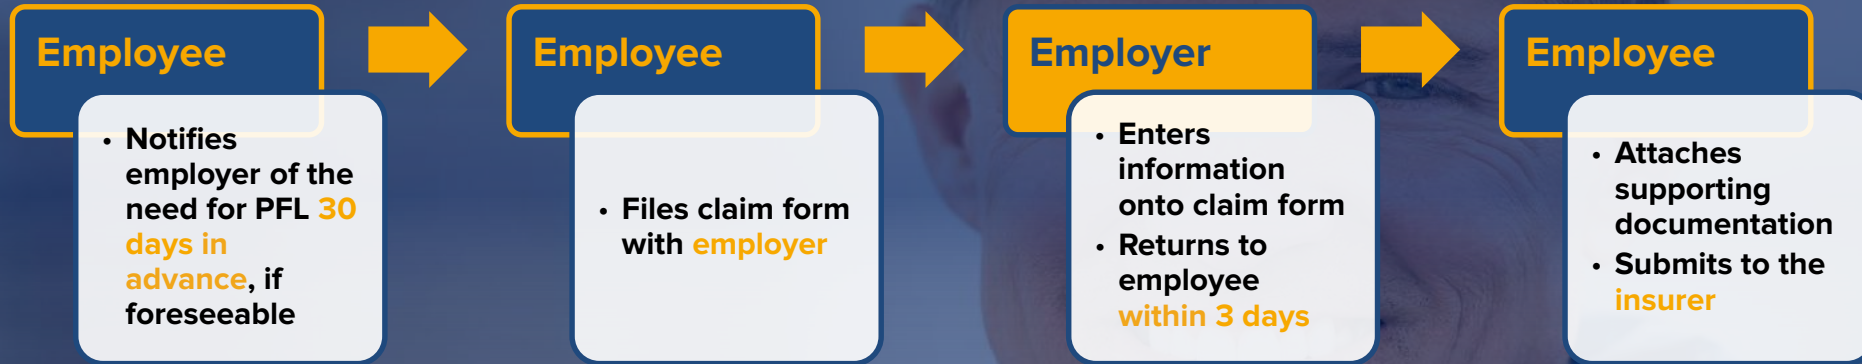 Employee
• Notifies
employer of the
need for PFL 30
days in
advance, if
foreseeable
Employee
• Files claim form
with employer
Employer
• Enters
information
onto claim form
• Returns to
employee
within 3 days
Employee
• Attaches
supporting
documentation
• Submits to the
insurer